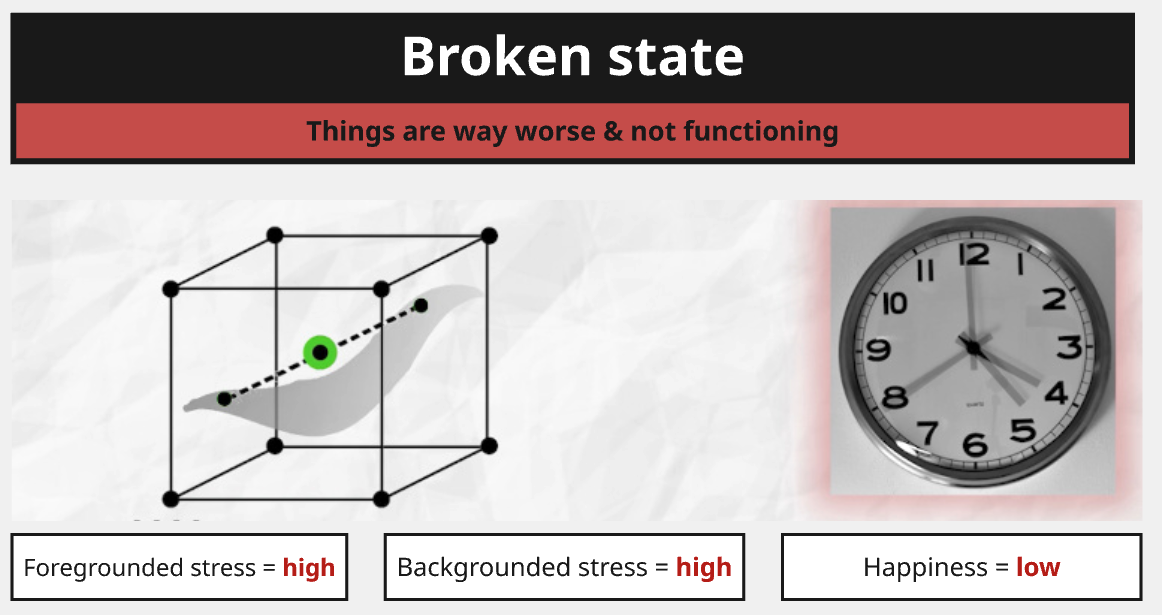 Broken state
Things are way worse & not functioning
12
11
1
10
2
9
3
8
4
7
5
6
QUARTZ
Foregrounded stress = high
Backgrounded stress = high
Happiness = low